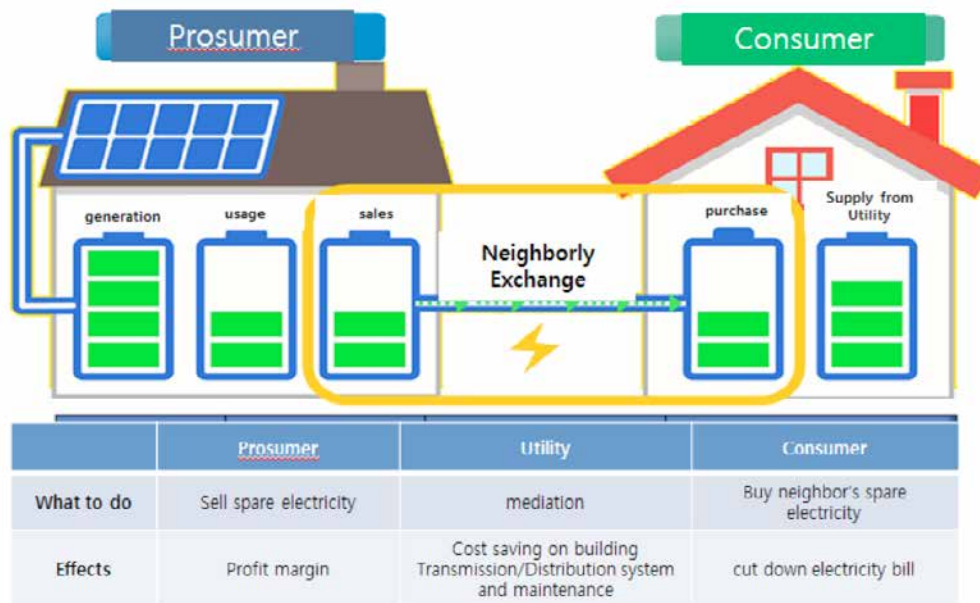 Prosumer
Consumer
generation
usage
sales
Neighborly
Exchange
purchase
Supply from
Utility
Prosumer
Utility
Consumer
What to do
Sell spare electricity
mediation
Buy neighbor's spare
electricity
Effects
Profit margin
Cost saving on building
Transmission/Distribution system
and maintenance
cut down electricity bill